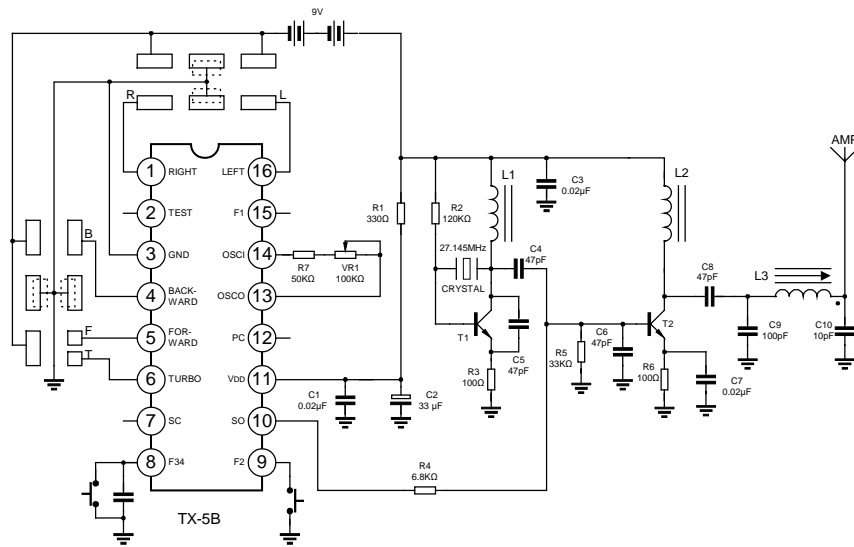 9V
R
L
AMP
1
RIGHT
LEFT
16
2
TEST
F1
15
3
GND
OSCI
14
4
BACK-
WARD
OSCO
13
5
FOR-
WARD
PC
12
6
TURBO
VDD
11
7
SC
SO
10
8
F34
F2
9
TX-5B
B
F
T
R7
50KΩ
VR1
100KΩ
C1
0.02μF
C2
33 μF
R1
330Ω
R2
120KΩ
27.145MHz
CRYSTAL
L1
C3
0.02μF
L2
C4
47pF
T1
C5
47pF
R3
100Ω
R4
6.8KΩ
R5
33KΩ
C6
47pF
T2
R6
100Ω
C7
0.02μF
C8
47pF
L3
C9
100pF
C10
10pF